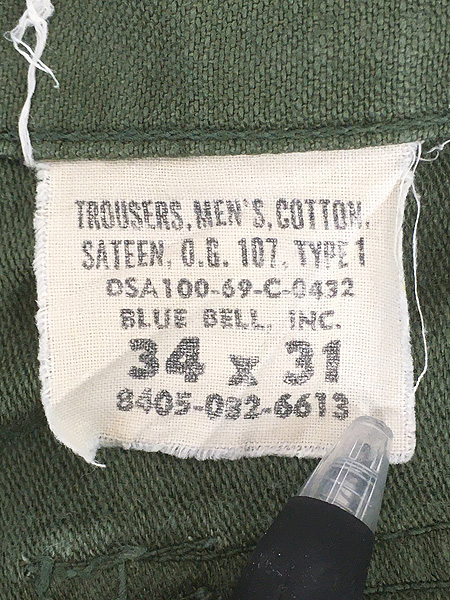 TROUSERS, MEN'S, COTTON,
SATEEN, O.G. 107, TYPE 1
DSA100-69-C-0432
BLUE BELL, INC.
34 x 31
8405-082-6613